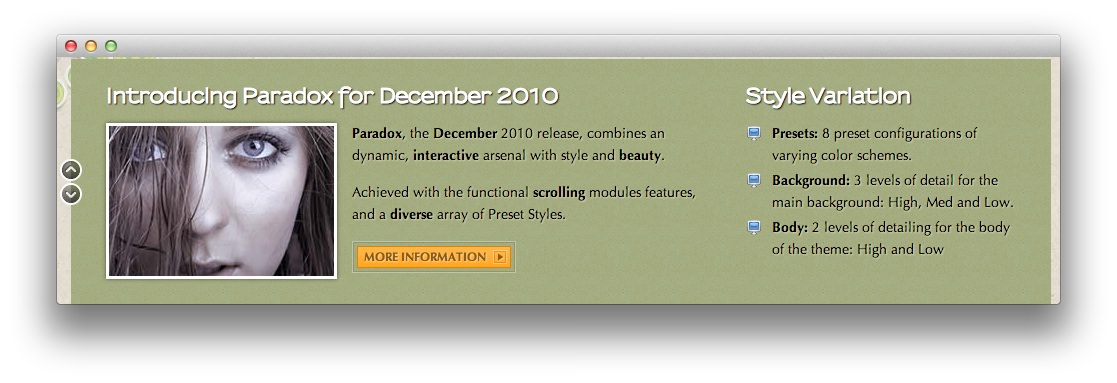 Introducing Paradox for December 2010
Paradox, the December 2010 release, combines an
dynamic, interactive arsenal with style and beauty.
Achieved with the functional scrolling modules features,
and a diverse array of Preset Styles.
MORE INFORMATION
Style Variation
Presets: 8 preset configurations of
varying color schemes.
Background: 3 levels of detail for the
main background: High, Med and Low.
Body: 2 levels of detailing for the body
of the theme: High and Low